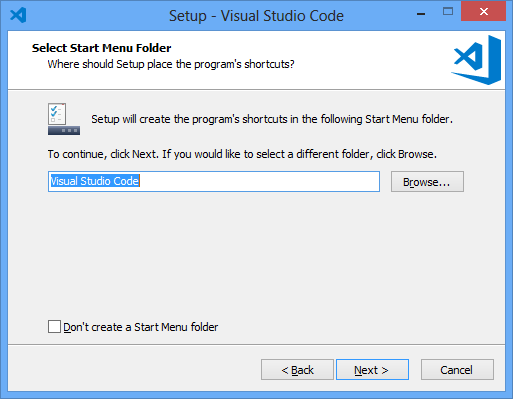 Setup - Visual Studio Code
Select Start Menu Folder
Where should Setup place the program's shortcuts?
Setup will create the program's shortcuts in the following Start Menu folder.
To continue, click Next. If you would like to select a different folder, click Browse.
Visual Studio Code
Browse...
Don't create a Start Menu folder
< Back
Next >
Cancel